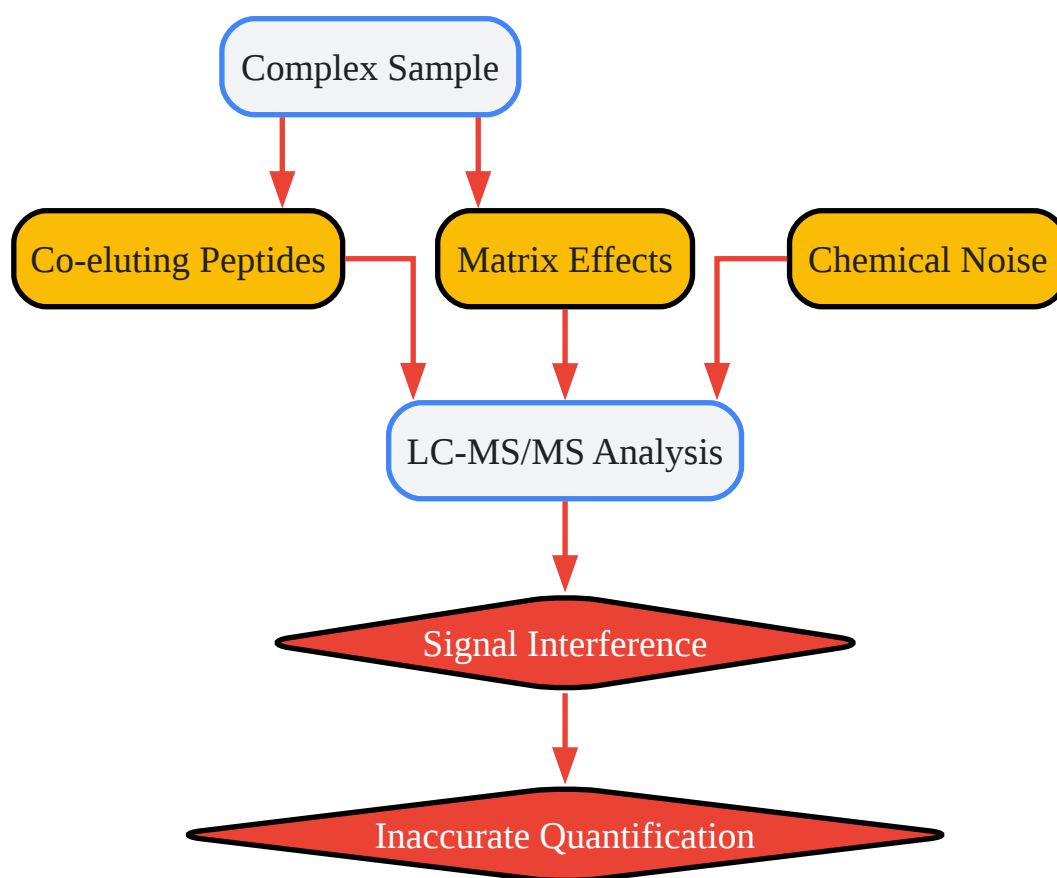 Complex Sample
Co-eluting Peptides
Matrix Effects
Chemical Noise
LC-MS/MS Analysis
Signal Interference
Inaccurate Quantification